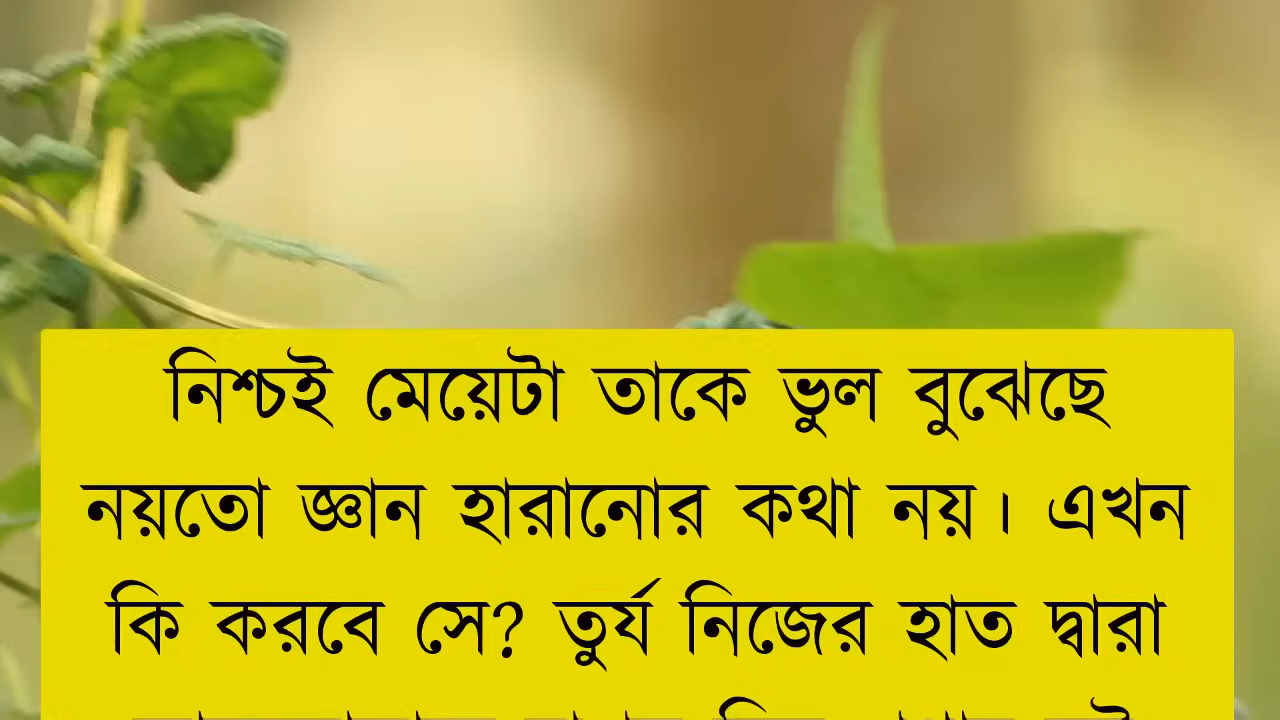 নিশ্চই মেয়েটা তাকে ভুল বুঝেছে
নয়তো জ্ঞান হারানোর কথা নয়। এখন
কি করবে সে? তুর্য নিজের হাত দ্বারা